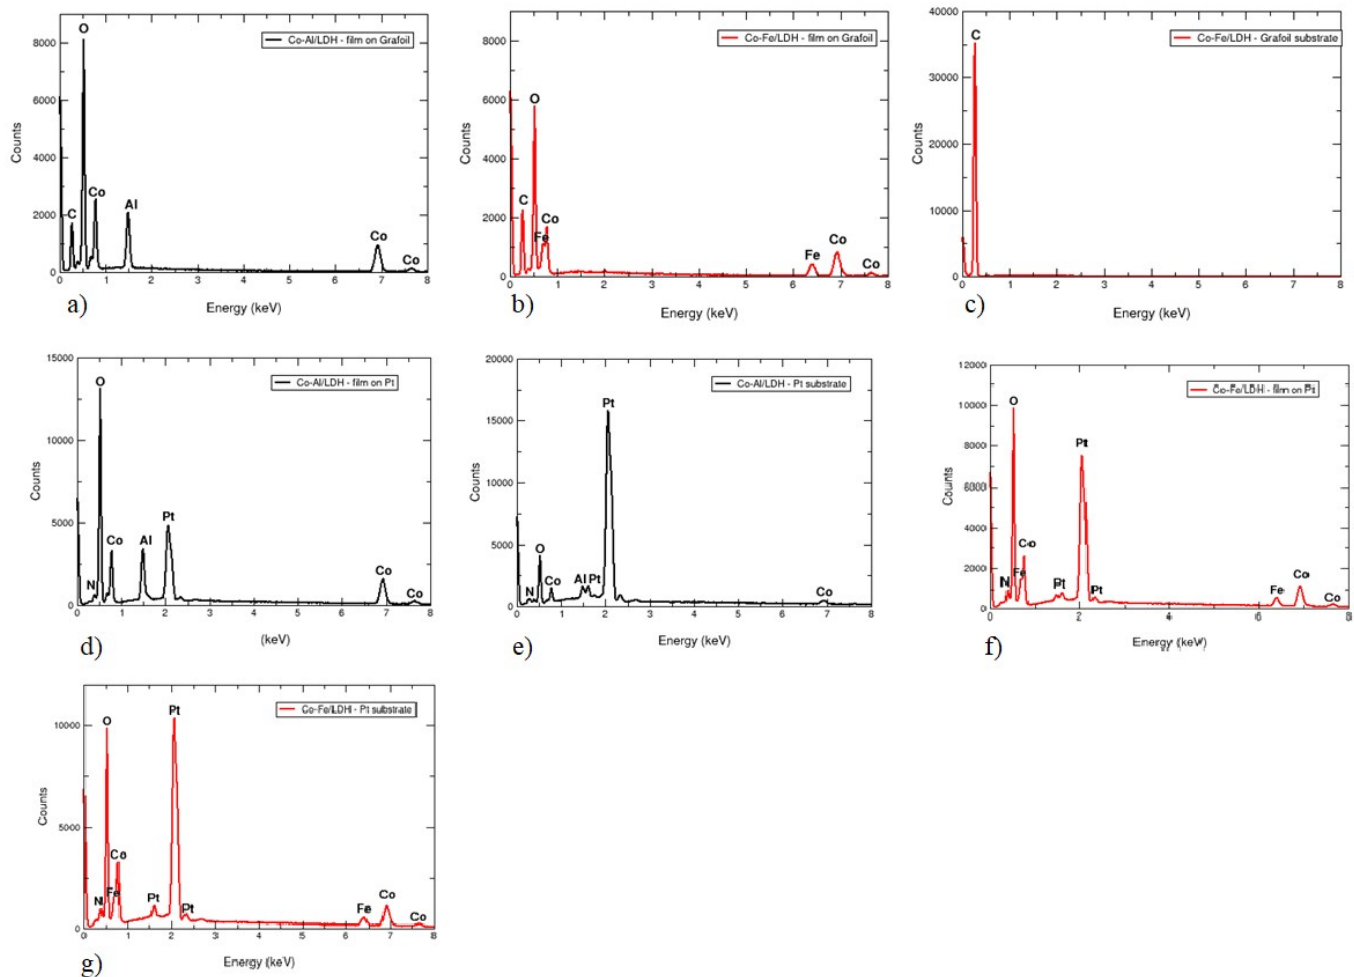 Co-Al/LDH - film on Grafoil
8000
6000
4000
2000
0
O
C
Co
Al
Co
Co
0 1 2 3 4 5 6 7 8
Counts
Energy (keV)
a)
Co-Fe/LDH - film on Grafoil
8000
6000
4000
2000
0
O
C
Fe
Co
Fe
Co
Co
0 1 2 3 4 5 6 7 8
Counts
Energy (keV)
b)
Co-Fe/LDH - Grafoil substrate
40000
35000
30000
25000
20000
15000
10000
5000
0
C
0 1 2 3 4 5 6 7 8
Counts
Energy (keV)
c)
Co-Al/LDH - film on Pt
15000
10000
5000
0
O
N
Co
Al
Pt
Co
Co
0 1 2 3 4 5 6 7 8
Counts
(keV)
d)
Co-Al/LDH - Pt substrate
20000
15000
10000
5000
0
Pt
O
N
Co
Al
Pt
Co
0 1 2 3 4 5 6 7 8
Counts
Energy (keV)
e)
Co-Fe/LDH - film on Pt
12000
10000
8000
6000
4000
2000
0
O
Pt
N
Fe
Co
Pt
Pt
Fe
Co
Co
0 2 4 6 8
Counts
Energy (keV)
f)
Co-Fe/LDH - Pt substrate
10000
5000
0
O
Pt
N
Fe
Co
Pt
Pt
Fe
Co
Co
0 1 2 3 4 5 6 7 8
Counts
Energy (keV)
g)